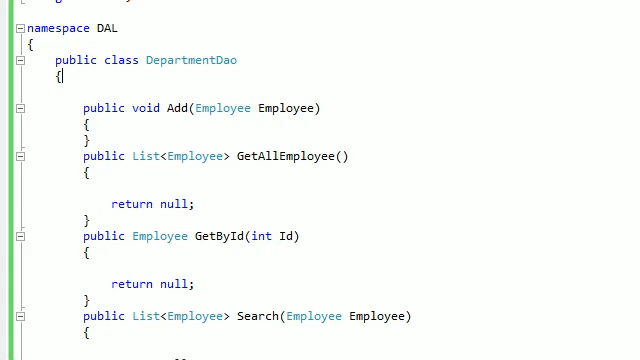 namespace DAL
{
public class DepartmentDao
{
public void Add(Employee Employee)
{
}
public List<Employee> GetAllEmployee()
{
return null;
}
public Employee GetById(int Id)
{
return null;
}
public List<Employee> Search(Employee Employee)
{